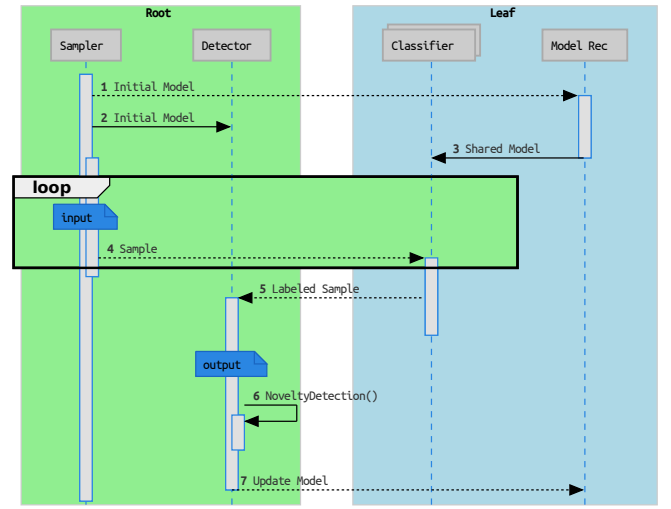 Root
Leaf
Sampler
Detector
Classifier
Model Rec
1 Initial Model
2 Initial Model
3 Shared Model
loop
input
4 Sample
5 Labeled Sample
output
6 NoveltyDetection()
7 Update Model